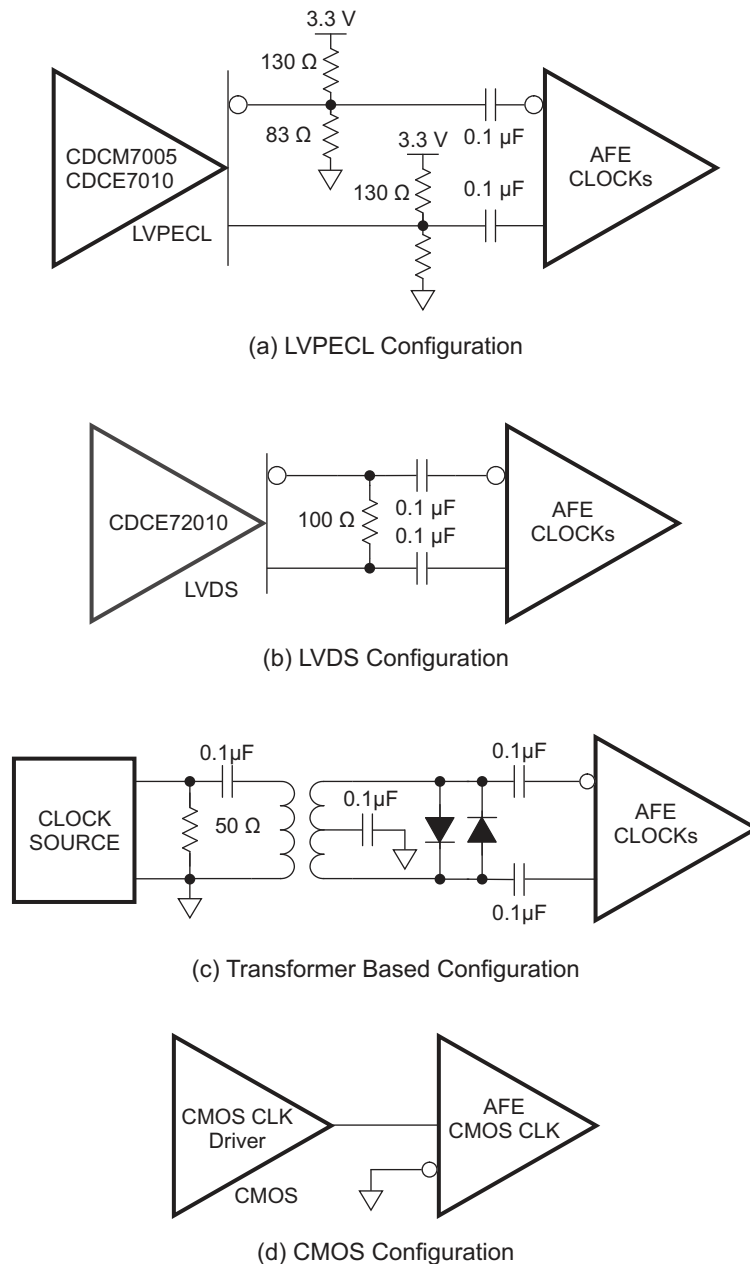 3.3 V
130 Ω
83 Ω
3.3 V
130 Ω
0.1 µF
0.1 µF
CDCM7005
CDCE7010
LVPECL
AFE
CLOCKs
(a) LVPECL Configuration
CDCE72010
LVDS
100 Ω
0.1 µF
0.1 µF
AFE
CLOCKs
(b) LVDS Configuration
CLOCK
SOURCE
0.1µF
50 Ω
0.1µF
0.1µF
0.1µF
AFE
CLOCKs
(c) Transformer Based Configuration
CMOS CLK
Driver
CMOS
AFE
CMOS CLK
(d) CMOS Configuration